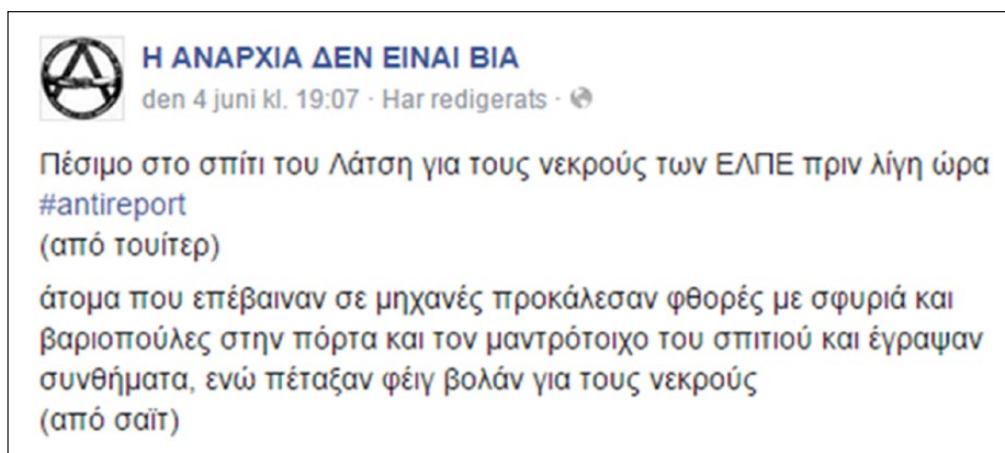 Η ΑΝΑΡΧΙΑ ΔΕΝ ΕΙΝΑΙ ΒΙΑ
den 4 juni kl. 19:07 · Har redigerats ·
Πέσιμο στο σπίτι του Λάτση για τους νεκρούς των ΕΛΠΕ πριν λίγη ώρα
#antireport
(από τουίτερ)
άτομα που επέβαιναν σε μηχανές προκάλεσαν φθορές με σφυριά και
βαριοπούλες στην πόρτα και τον μαντρότοιχο του σπιτιού και έγραψαν
συνθήματα, ενώ πέταξαν φέιγ βολάν για τους νεκρούς
(από σαϊτ)